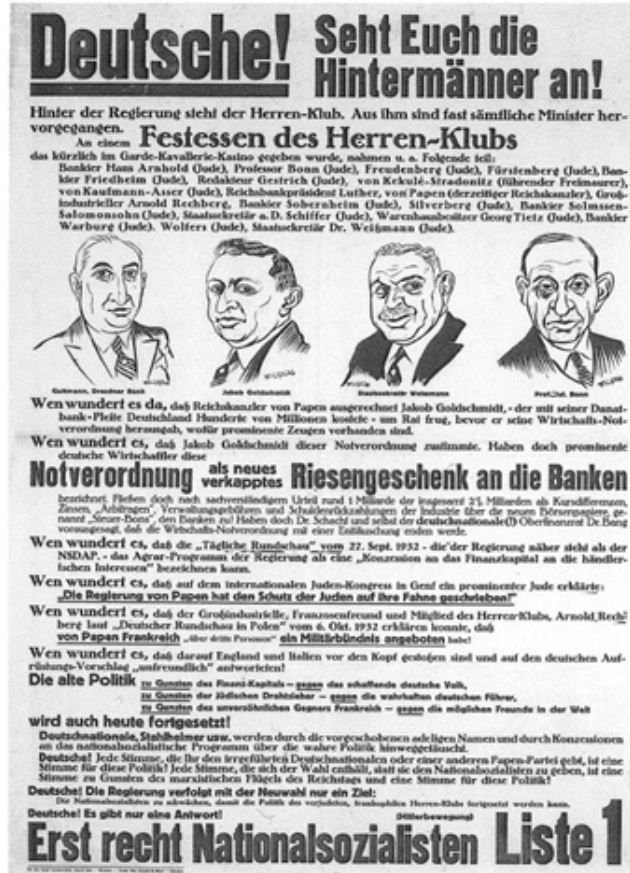 Deutsche! Seht Euch die
Hintermänner an!
Hinter der Regierung steht der Herren-Klub. Aus ihm sind fast sämtliche Minister her-
vorgegangen.
An einem Festessen des Herren-Klubs
das kürzlich im Garde-Kavallerie-Kasino gegeben wurde, nahmen u. a. Folgende teil:
Bankier Hans Arnhold (Jude), Professor Bonn (Jude), Freudenberg (Jude), Fürstenberg (Jude), Ban-
kier Friedheim (Jude), Redakteur Gestrich (Jude), von Kekulé-Stradonitz (führender Freimaurer),
von Kaufmann-Asser (Jude), Reichsbankpräsident Luther, von Papen (derzeitiger Reichskanzler), Groß-
industrieller Arnold Rechberg, Bankier Sobernheim (Jude), Silverberg (Jude), Bankier Solmssen-
Salomonsohn (Jude), Staatssekretär a. D. Schiffer (Jude), Warenhausbesitzer Georg Tietz (Jude), Bankier
Warburg (Jude), Wolfers (Jude), Staatssekretär Dr. Weißmann (Jude).
Gutmann, Dresdner Bank
Jakob Goldschmidt
Staatssekretär Weismann
Prof. Jul. Bonn
Wen wundert es da, daß Reichskanzler von Papen ausgerechnet Jakob Goldschmidt, - der mit seiner Danat-
bank-Pleite Deutschland Hunderte von Millionen kostete - um Rat frug, bevor er seine Wirtschafts-Not-
verordnung herausgab, wofür prominente Zeugen vorhanden sind.
Wen wundert es, daß Jakob Goldschmidt dieser Notverordnung zustimmte. Haben doch prominente
deutsche Wirtschaftler diese
Notverordnung als neues verkapptes Riesengeschenk an die Banken
bezeichnet. Fließen doch nach sachverständigem Urteil rund 1 Milliarde der insgesamt 2¼ Milliarden als Kursdifferenzen,
Zinsen, „Arbitragen", Verwaltungsgebühren und Schuldenrückzahlungen der Industrie über die neuen Börsenpapiere, ge-
nannt „Steuer-Bons", den Banken zu! Haben doch Dr. Schacht und selbst der deutschnationale(!) Oberfinanzrat Dr. Bang
vorausgesagt, daß die Wirtschafts-Notverordnung mit einer Enttäuschung enden werde.
Wen wundert es, daß die „Tägliche Rundschau" vom 27. Sept. 1932 - die der Regierung näher steht als der
NSDAP. - das Agrar-Programm der Regierung als eine „Konzession an das Finanzkapital an die händler-
ischen Interessen" bezeichnen kann.
Wen wundert es, daß auf dem internationalen Juden-Kongress in Genf ein prominenter Jude erklärte:
„Die Regierung von Papen hat den Schutz der Juden auf ihre Fahne geschrieben!"
Wen wundert es, daß der Großindustrielle, Franzosenfreund und Mitglied des Herren-Klubs, Arnold Rech-
berg laut „Deutscher Rundschau in Polen" vom 6. Okt. 1932 erklären konnte, daß
von Papen Frankreich „über dritte Personen" ein Militärbündnis angeboten habe!
Wen wundert es, daß darauf England und Italien vor den Kopf gestoßen sind und auf den deutschen Auf-
rüstungs-Vorschlag „unfreundlich" antworteten!
Die alte Politik zu Gunsten des Finanz-Kapitals – gegen das schaffende deutsche Volk,
zu Gunsten der jüdischen Drahtzieher – gegen die wahrhaften deutschen Führer,
zu Gunsten des unversöhnlichen Gegners Frankreich – gegen die möglichen Freunde in der Welt
wird auch heute fortgesetzt!
Deutschnationale, Stahlhelmer usw. werden durch die vorgeschobenen adeligen Namen und durch Konzessionen
an das nationalsozialistische Programm über die wahre Politik hinweggetäuscht.
Deutsche! Jede Stimme, die Ihr den irregeführten Deutschnationalen oder einer anderen Papen-Partei gebt, ist eine
Stimme für diese Politik! Jede Stimme, die sich der Wahl enthält, statt sie den Nationalsozialisten zu geben, ist eine
Stimme zu Gunsten des marxistischen Flügels des Reichstags und eine Stimme für diese Politik!
Deutsche! Die Regierung verfolgt mit der Neuwahl nur ein Ziel:
Die Nationalsozialisten zu schwächen, damit die Politik des verjudeten, frankophilen Herren-Klubs fortgesetzt werden kann.
Deutsche! Es gibt nur eine Antwort! (Hitlerbewegung)
Erst recht Nationalsozialisten Liste 1